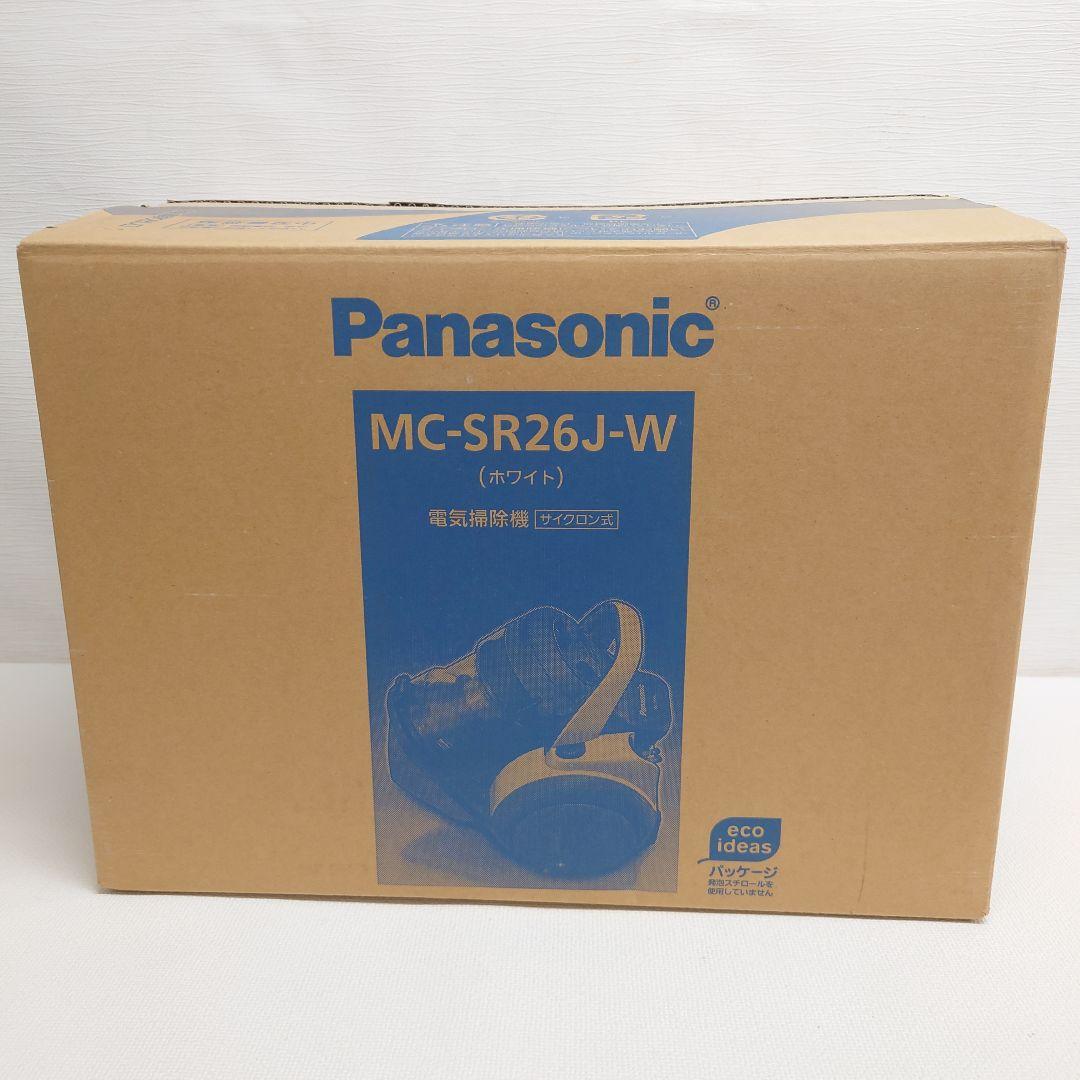 Panasonic®
MC-SR26J-W
(ホワイト)
電気掃除機 サイクロン式
Panasonic
eco
ideas
パッケージ
発泡スチロールを
使用していません